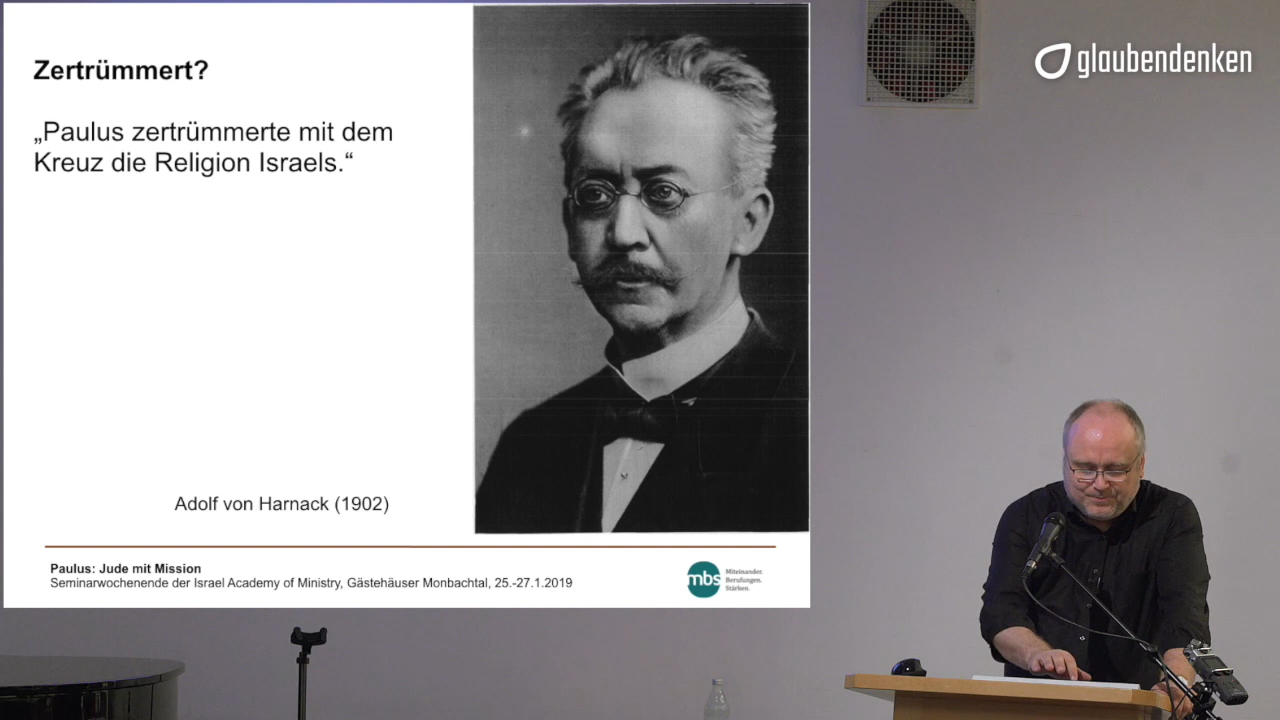 Zertrümmert?
„Paulus zertrümmerte mit dem
Kreuz die Religion Israels.“
Adolf von Harnack (1902)
Paulus: Jude mit Mission
Seminarwochenende der Israel Academy of Ministry, Gästehäuser Monbachtal, 25.-27.1.2019
mbs
Miteinander.
Berufungen.
Stärken.
glaubendenken